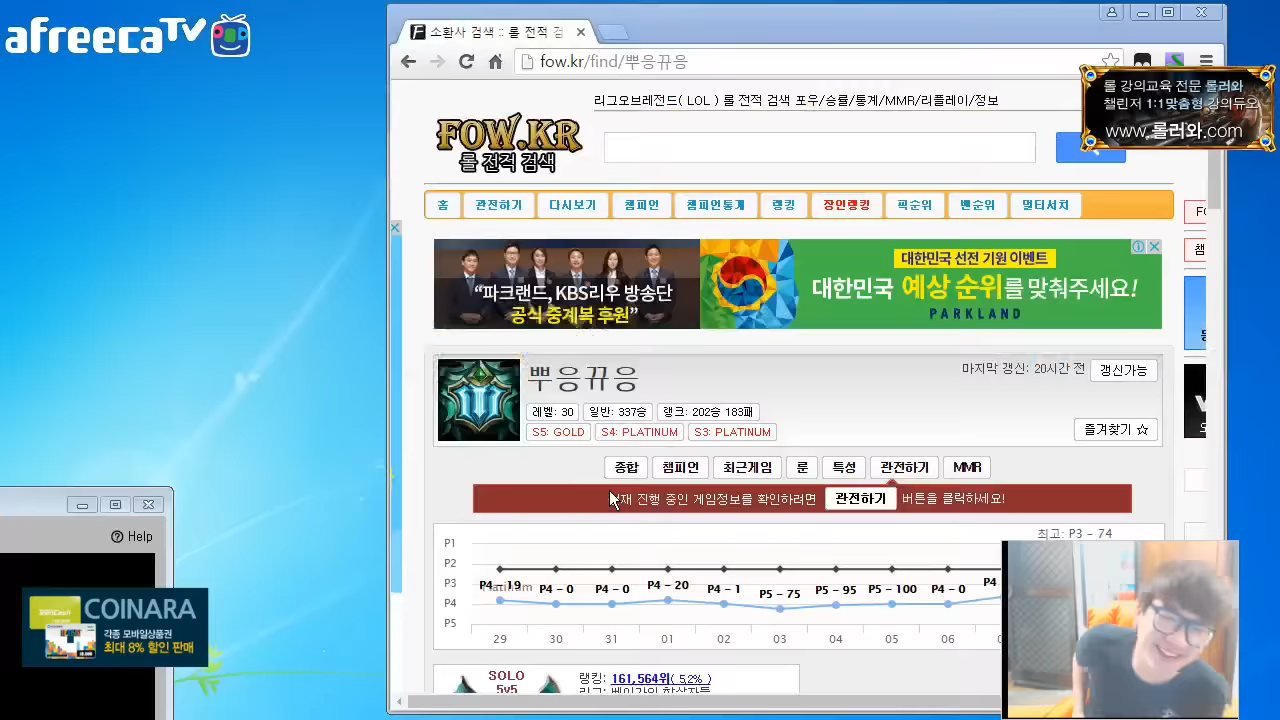 afreecaTV
소환사 검색 :: 롤 전적 검
fow.kr/find/뿌응뀨응
롤 강의교육 전문 롤러와
챌린저 1:1맞춤형 강의듀오
www.롤러와.com
리그오브레전드( LOL ) 롤 전적 검색 포우/승률/통계/MMR/리플레이/정보
FOW.KR
롤 전적 검색
홈 관전하기 다시보기 챔피언 챔피언통계 랭킹 장인랭킹 픽순위 밴순위 멀티서치
챔
"파크랜드, KBS리우 방송단
공식 중계복 후원"
대한민국 선전 기원 이벤트
대한민국 예상 순위를 맞춰주세요!
PARKLAND
뿌응뀨응
마지막 갱신: 20시간 전 갱신가능
레벨: 30 일반: 337승 랭크: 202승 183패
S5: GOLD S4: PLATINUM S3: PLATINUM
즐겨찾기 ☆
종합 챔피언 최근게임 룬 특성 관전하기 MMR
재 진행 중인 게임정보를 확인하려면 관전하기 버튼을 클릭하세요!
최고: P3 - 74
P1
P2
P3
P4
P5
Platinum
P4 - 19 P4 - 0 P4 - 0 P4 - 20 P4 - 1 P5 - 75 P5 - 95 P5 - 100 P4 - 0 P4
29 30 31 01 02 03 04 05 06
SOLO
5v5
랭킹: 161,564위( 5.2%)
Help
COINARA
각종 모바일상품권
최대 8% 할인 판매